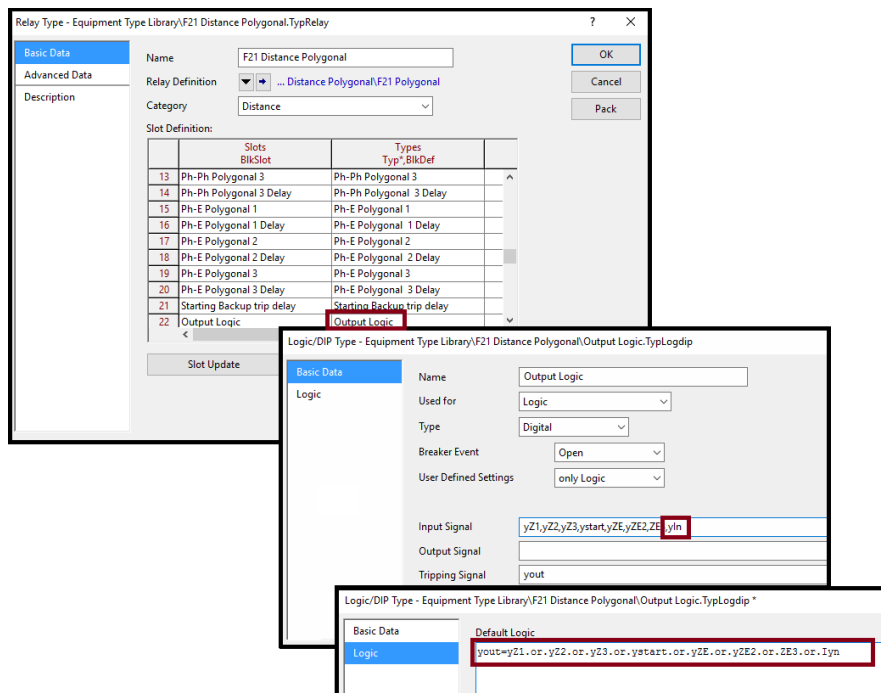 Relay Type - Equipment Type Library\F21 Distance Polygonal.TypRelay ? ×
Basic Data
Advanced Data
Description
Name F21 Distance Polygonal
Relay Definition ... Distance Polygonal\F21 Polygonal
Category Distance
Slot Definition:
OK
Cancel
Pack
Slots Types
BlkSlot Typ*,BlkDef
13 Ph-Ph Polygonal 3 Ph-Ph Polygonal 3
14 Ph-Ph Polygonal 3 Delay Ph-Ph Polygonal 3 Delay
15 Ph-E Polygonal 1 Ph-E Polygonal 1
16 Ph-E Polygonal 1 Delay Ph-E Polygonal 1 Delay
17 Ph-E Polygonal 2 Ph-E Polygonal 2
18 Ph-E Polygonal 2 Delay Ph-E Polygonal 2 Delay
19 Ph-E Polygonal 3 Ph-E Polygonal 3
20 Ph-E Polygonal 3 Delay Ph-E Polygonal 3 Delay
21 Starting Backup trip delay Starting Backup trip delay
22 Output Logic Output Logic
Slot Update
Logic/DIP Type - Equipment Type Library\F21 Distance Polygonal\Output Logic.TypLogdip
Basic Data
Logic
Name Output Logic
Used for Logic
Type Digital
Breaker Event Open
User Defined Settings only Logic
Input Signal yZ1,yZ2,yZ3,ystart,yZE,yZE2,ZE ,yIn
Output Signal
Tripping Signal yout
Logic/DIP Type - Equipment Type Library\F21 Distance Polygonal\Output Logic.TypLogdip *
Basic Data
Logic
Default Logic
yout=yZ1.or.yZ2.or.yZ3.or.ystart.or.yZE.or.yZE2.or.ZE3.or.Iyn